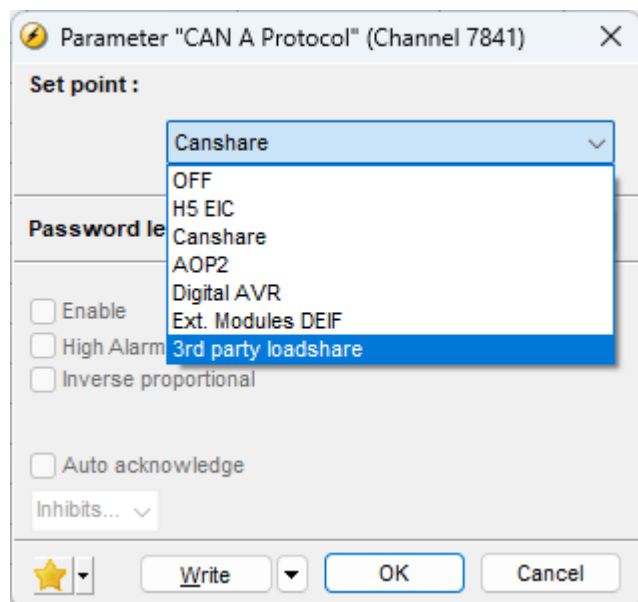 Parameter "CAN A Protocol" (Channel 7841)
Set point :
Canshare
OFF
H5 EIC
Canshare
AOP2
Digital AVR
Ext. Modules DEIF
3rd party loadshare
Password le
Enable
High Alarm
Inverse proportional
Auto acknowledge
Inhibits...
Write
OK
Cancel